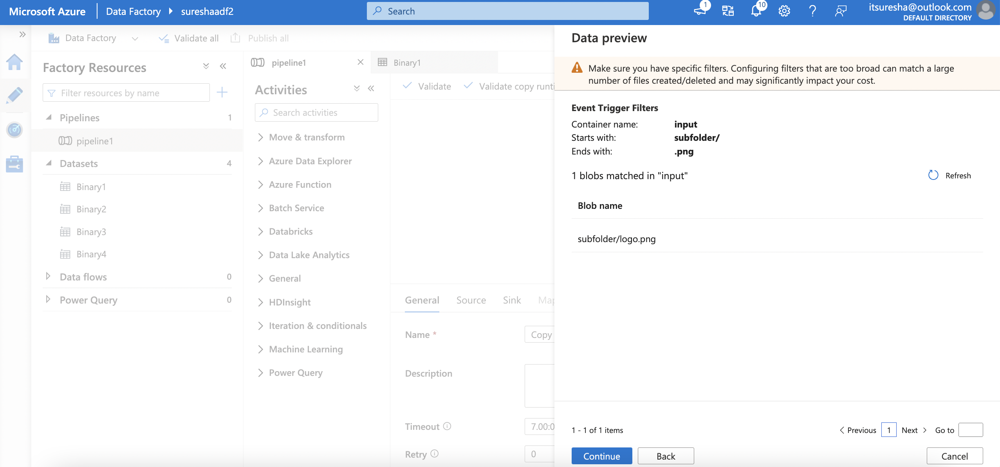 Microsoft Azure
Data Factory
sureshaadf2
Search
1
10
itsuresha@outlook.com
DEFAULT DIRECTORY
Data Factory
Validate all
Publish all
Factory Resources
Filter resources by name
Pipelines
1
pipeline1
Datasets
4
Binary1
Binary2
Binary3
Binary4
Data flows
0
Power Query
0
pipeline1
Binary1
Activities
Search activities
Move & transform
Azure Data Explorer
Azure Function
Batch Service
Databricks
Data Lake Analytics
General
HDInsight
Iteration & conditionals
Machine Learning
Power Query
Validate
Validate copy runti
General
Source
Sink
Map
Name *
Copy
Description
Timeout
7.00:0
Retry
0
Data preview
Make sure you have specific filters. Configuring filters that are too broad can match a large
number of files created/deleted and may significantly impact your cost.
Event Trigger Filters
Container name: input
Starts with: subfolder/
Ends with: .png
1 blobs matched in "input"
Refresh
Blob name
subfolder/logo.png
1 - 1 of 1 items
Previous 1 Next Go to
Continue
Back
Cancel